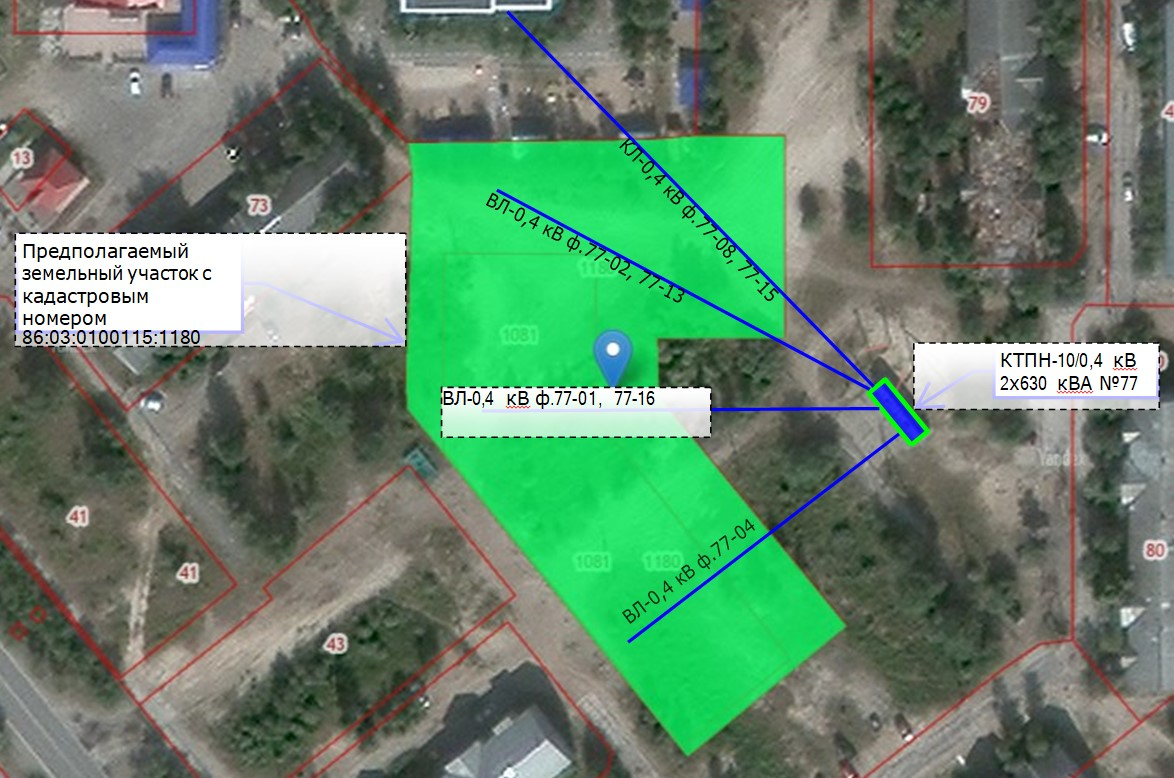 79
13
73
КЛ-0,4 кВ ф.77-08, 77-15
ВЛ-0,4 кВ ф.77-02, 77-13
Предполагаемый
земельный участок с
кадастровым
номером
86:03:0100115:1180
1081
КТПН-10/0,4 кВ
2х630 кВА №77
ВЛ-0,4 кВ ф.77-01, 77-16
Yandex
41
41
43
1081
1180
80
ВЛ-0,4 кВ ф.77-04